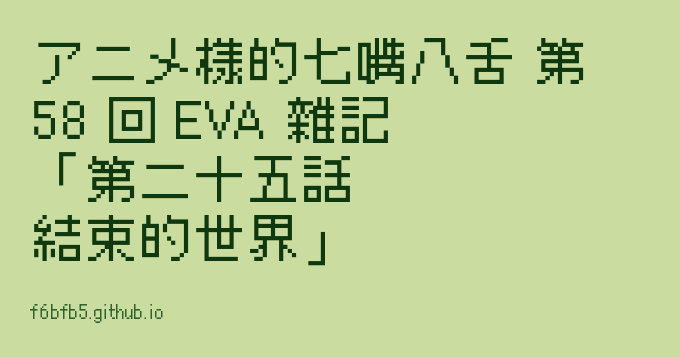 アニメ樣的七嘴八舌 第
58 回 EVA 雜記
「第二十五話
結束的世界」
f6bfb5.github.io